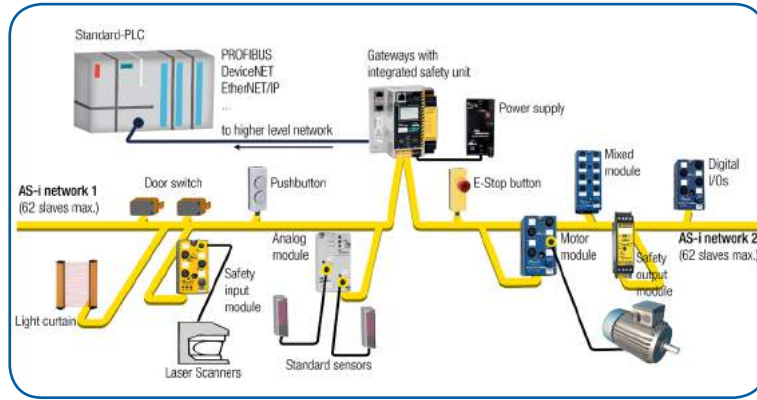 Standard-PLC
PROFIBUS
DeviceNET
EtherNET/IP
...
to higher level network
Gateways with
integrated safety unit
Power supply
AS-i network 1
(62 slaves max.)
Door switch
Pushbutton
E-Stop button
Mixed
module
Digital
I/Os
Light curtain
Safety
input
module
Laser Scanners
Analog
module
Standard sensors
Motor
module
Safety
output
module
AS-i network 2
(62 slaves max.)